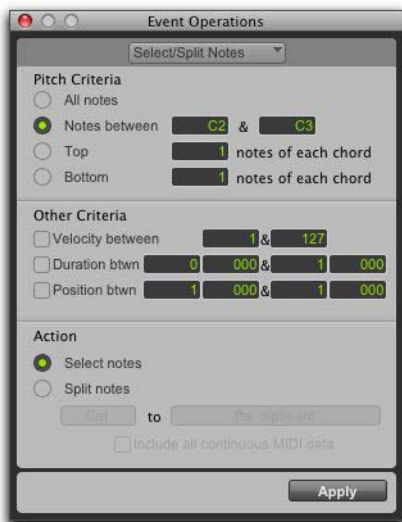 Event Operations
Select/Split Notes
Pitch Criteria
All notes
Notes between C2 & C3
Top 1 notes of each chord
Bottom 1 notes of each chord
Other Criteria
Velocity between 1 & 127
Duration btwn 0 000 & 1 000
Position btwn 1 000 & 1 000
Action
Select notes
Split notes
Cut to the clipboard
Include all continuous MIDI data
Apply